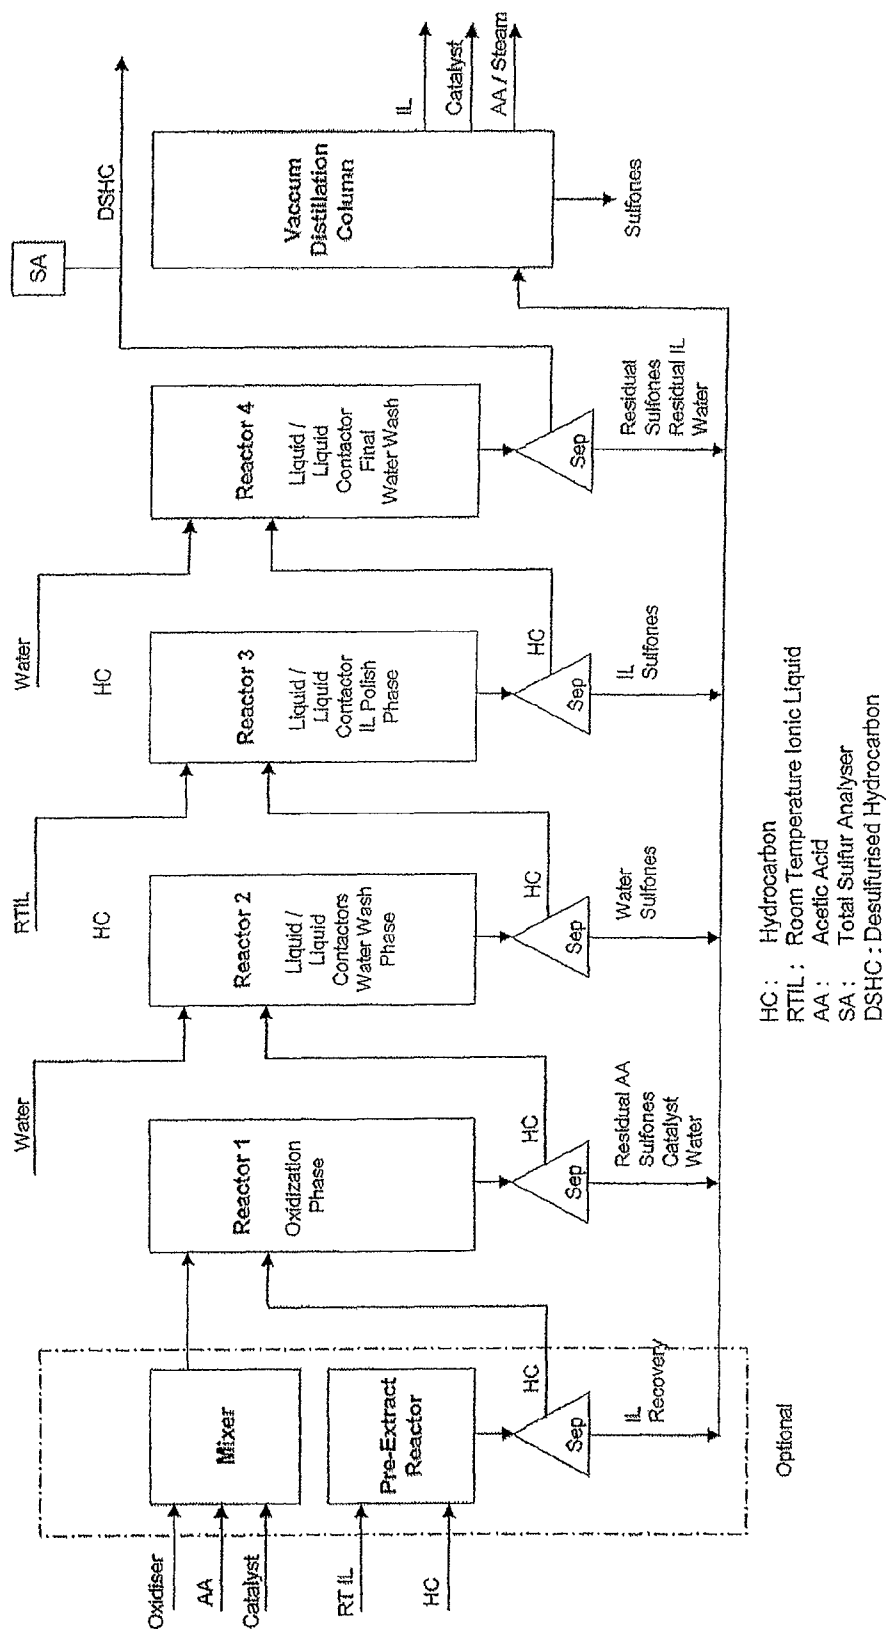 Oxidiser
AA
Catalyst
Mixer
RT IL
HC
Pre-Extract
Reactor
HC
Sep
IL
Recovery
Optional
Water
Reactor 1
Oxidization
Phase
HC
Sep
Residual AA
Sulfones
Catalyst
Water
RTIL
HC
Reactor 2
Liquid /
Liquid
Contactors
Water Wash
Phase
HC
Sep
Water
Sulfones
Water
HC
Reactor 3
Liquid /
Liquid
Contactor
IL Polish
Phase
HC
Sep
IL
Sulfones
Reactor 4
Liquid /
Liquid
Contactor
Final
Water Wash
Sep
Residual
Sulfones
Residual IL
Water
SA
DSHC
Vaccum
Distillation
Column
IL
Catalyst
AA / Steam
Sulfones
HC : Hydrocarbon
RTIL : Room Temperature Ionic Liquid
AA : Acetic Acid
SA : Total Sulfur Analyser
DSHC : Desulfurised Hydrocarbon